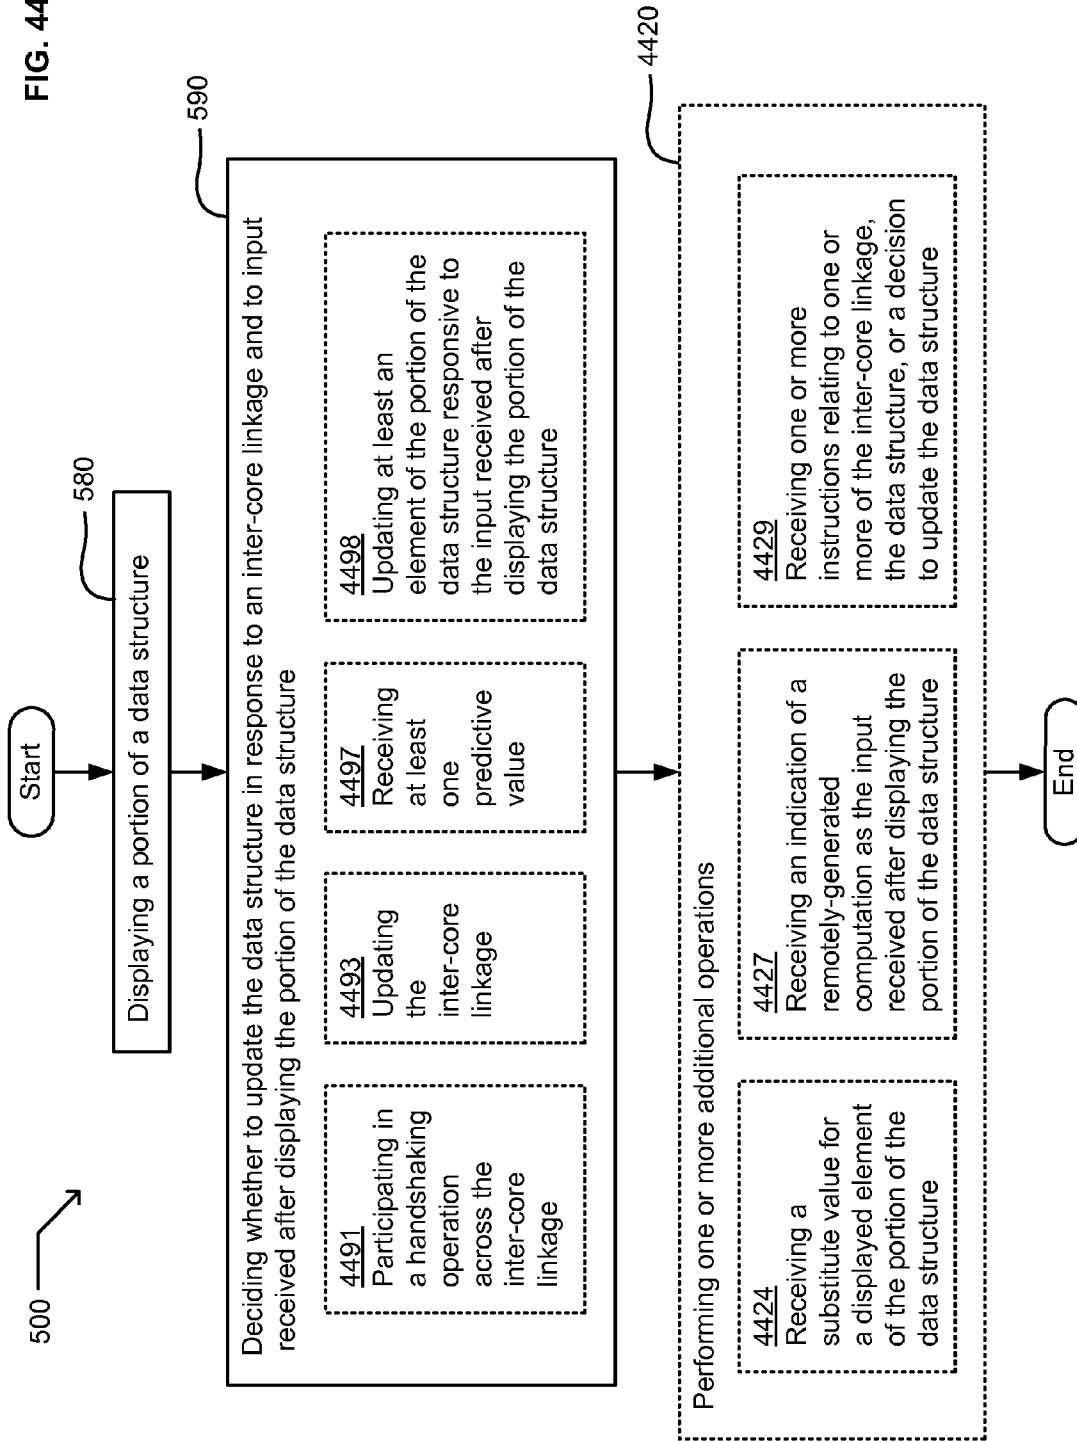 FIG. 44
500
Start
580
Displaying a portion of a data structure
590
Deciding whether to update the data structure in response to an inter-core linkage and to input
received after displaying the portion of the data structure
4491
Participating in
a handshaking
operation
across the
inter-core
linkage
4493
Updating
the
inter-core
linkage
4497
Receiving
at least
one
predictive
value
4498
Updating at least an
element of the portion of the
data structure responsive to
the input received after
displaying the portion of the
data structure
4420
Performing one or more additional operations
4424
Receiving a
substitute value for
a displayed element
of the portion of the
data structure
4427
Receiving an indication of a
remotely-generated
computation as the input
received after displaying the
portion of the data structure
4429
Receiving one or more
instructions relating to one or
more of the inter-core linkage,
the data structure, or a decision
to update the data structure
End